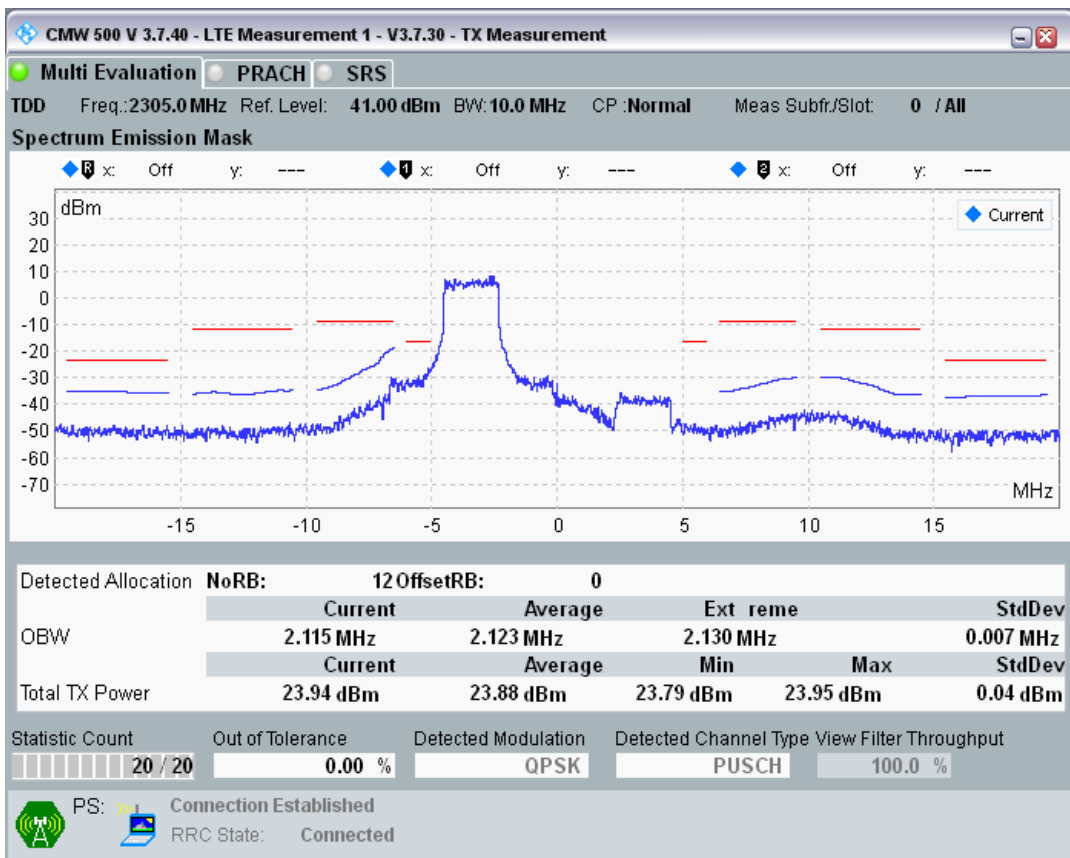 CMW 500 V 3.7.40 - LTE Measurement 1 - V3.7.30 - TX Measurement
Multi Evaluation PRACH SRS
TDD Freq.:2305.0 MHz Ref. Level: 41.00 dBm BW:10.0 MHz CP :Normal Meas Subfr./Slot: 0 / All
Spectrum Emission Mask
R x: Off y: --- 1 x: Off y: --- 2 x: Off y: ---
dBm
Current
30
20
10
0
-10
-20
-30
-40
-50
-60
-70
MHz
-15 -10 -5 0 5 10 15
Detected Allocation NoRB: 12 OffsetRB: 0
Current Average Ext reme StdDev
OBW 2.115 MHz 2.123 MHz 2.130 MHz 0.007 MHz
Current Average Min Max StdDev
Total TX Power 23.94 dBm 23.88 dBm 23.79 dBm 23.95 dBm 0.04 dBm
Statistic Count Out of Tolerance Detected Modulation Detected Channel Type View Filter Throughput
20 / 20 0.00 % QPSK PUSCH 100.0 %
PS: Connection Established
RRC State: Connected